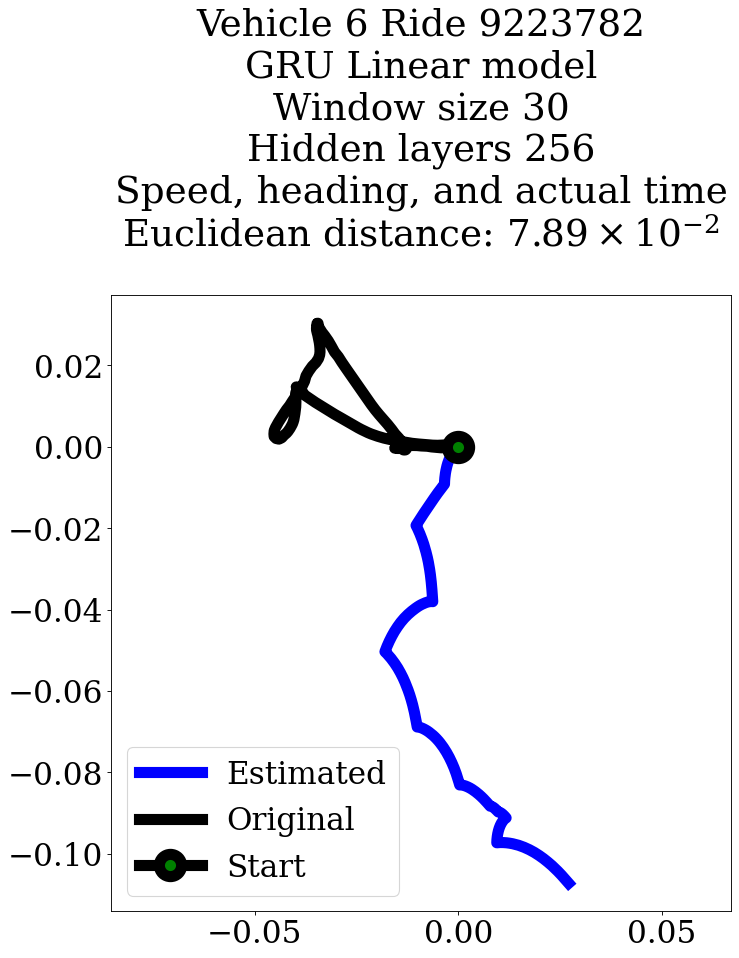 Vehicle 6 Ride 9223782
GRU Linear model
Window size 30
Hidden layers 256
Speed, heading, and actual time
Euclidean distance: 7.89 × 10⁻²
0.02
0.00
−0.02
−0.04
−0.06
−0.08
−0.10
Estimated
Original
Start
−0.05
0.00
0.05